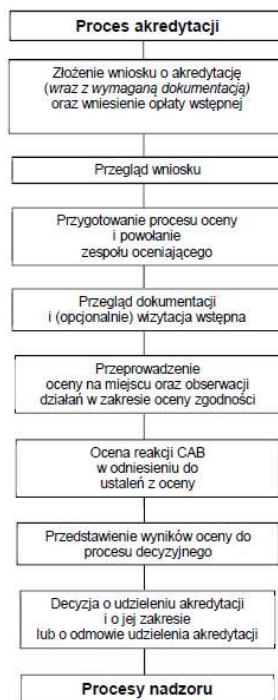 Proces akredytacji
Złożenie wniosku o akredytację
(wraz z wymaganą dokumentacją)
oraz wniesienie opłaty wstępnej
Przegląd wniosku
Przygotowanie procesu oceny
i powołanie
zespołu oceniającego
Przegląd dokumentacji
i (opcjonalnie) wizytacja wstępna
Przeprowadzenie
oceny na miejscu oraz obserwacji
działań w zakresie oceny zgodności
Ocena reakcji CAB
w odniesieniu do
ustaleń z oceny
Przedstawienie wyników oceny do
procesu decyzyjnego
Decyzja o udzieleniu akredytacji
i o jej zakresie
lub o odmowie udzielenia akredytacji
Procesy nadzoru